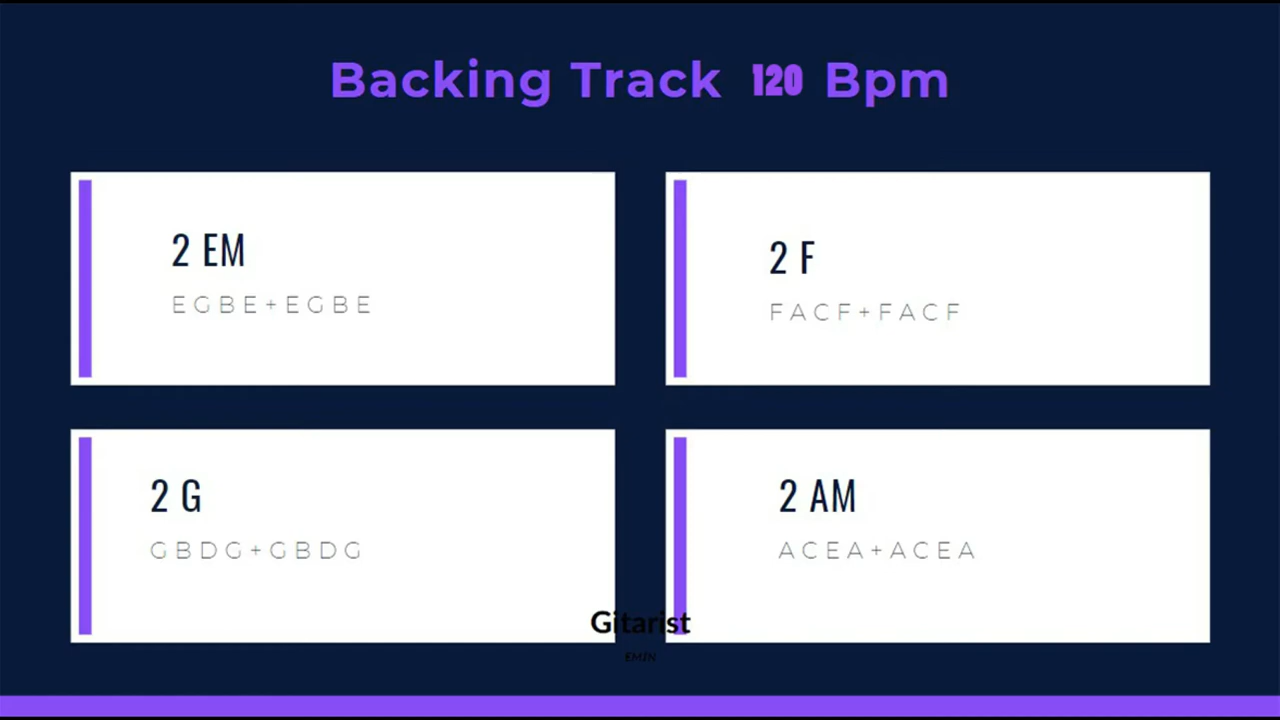 Backing Track 120 Bpm
2 EM
EGBE+EGBE
2 F
FACF+FACF
2 G
GBDG+GBDG
2 AM
ACEA+ACEA
Gitarist
EMİN